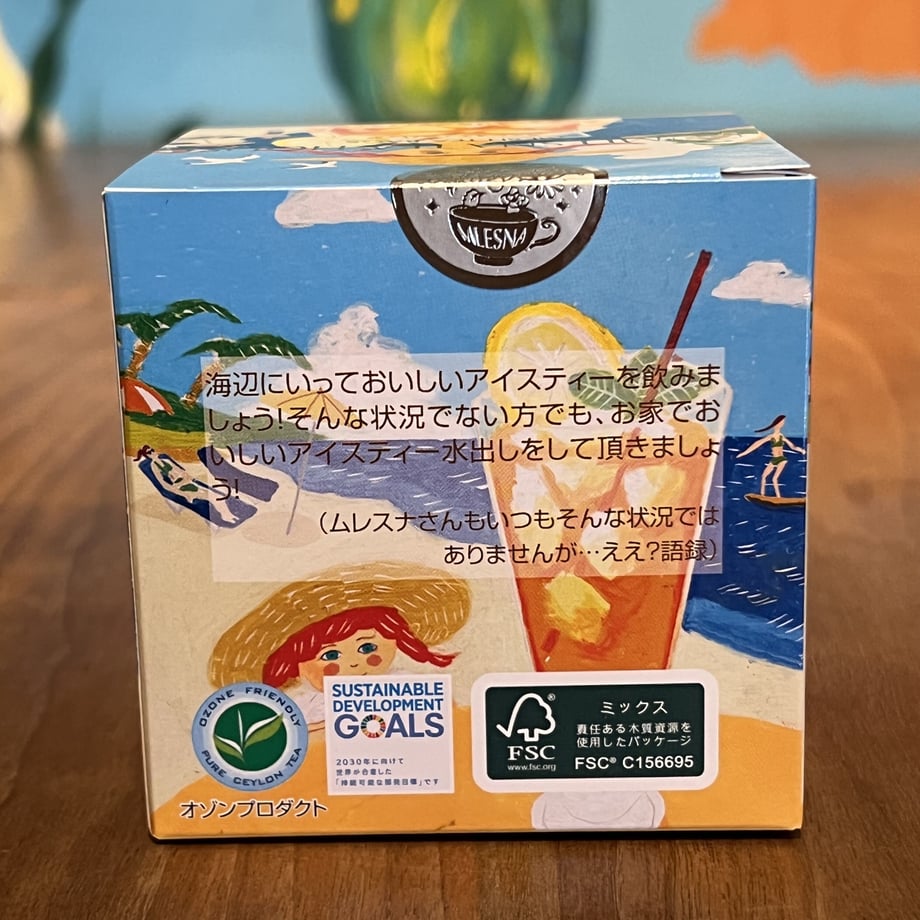 MLESNA
海辺にいっておいしいアイスティーを飲みま
しょう!そんな状況でない方でも、お家でお
いしいアイスティー水出しをして頂きましょ
う!
(ムレスナさんもいつもそんな状況では
ありませんが…ええ?語録)
OZONE FRIENDLY
PURE CEYLON TEA
オゾンプロダクト
SUSTAINABLE
DEVELOPMENT
GOALS
2030年に向けて
世界が合意した
「持続可能な開発目標」です
FSC
www.fsc.org
ミックス
責任ある木質資源を
使用したパッケージ
FSC® C156695